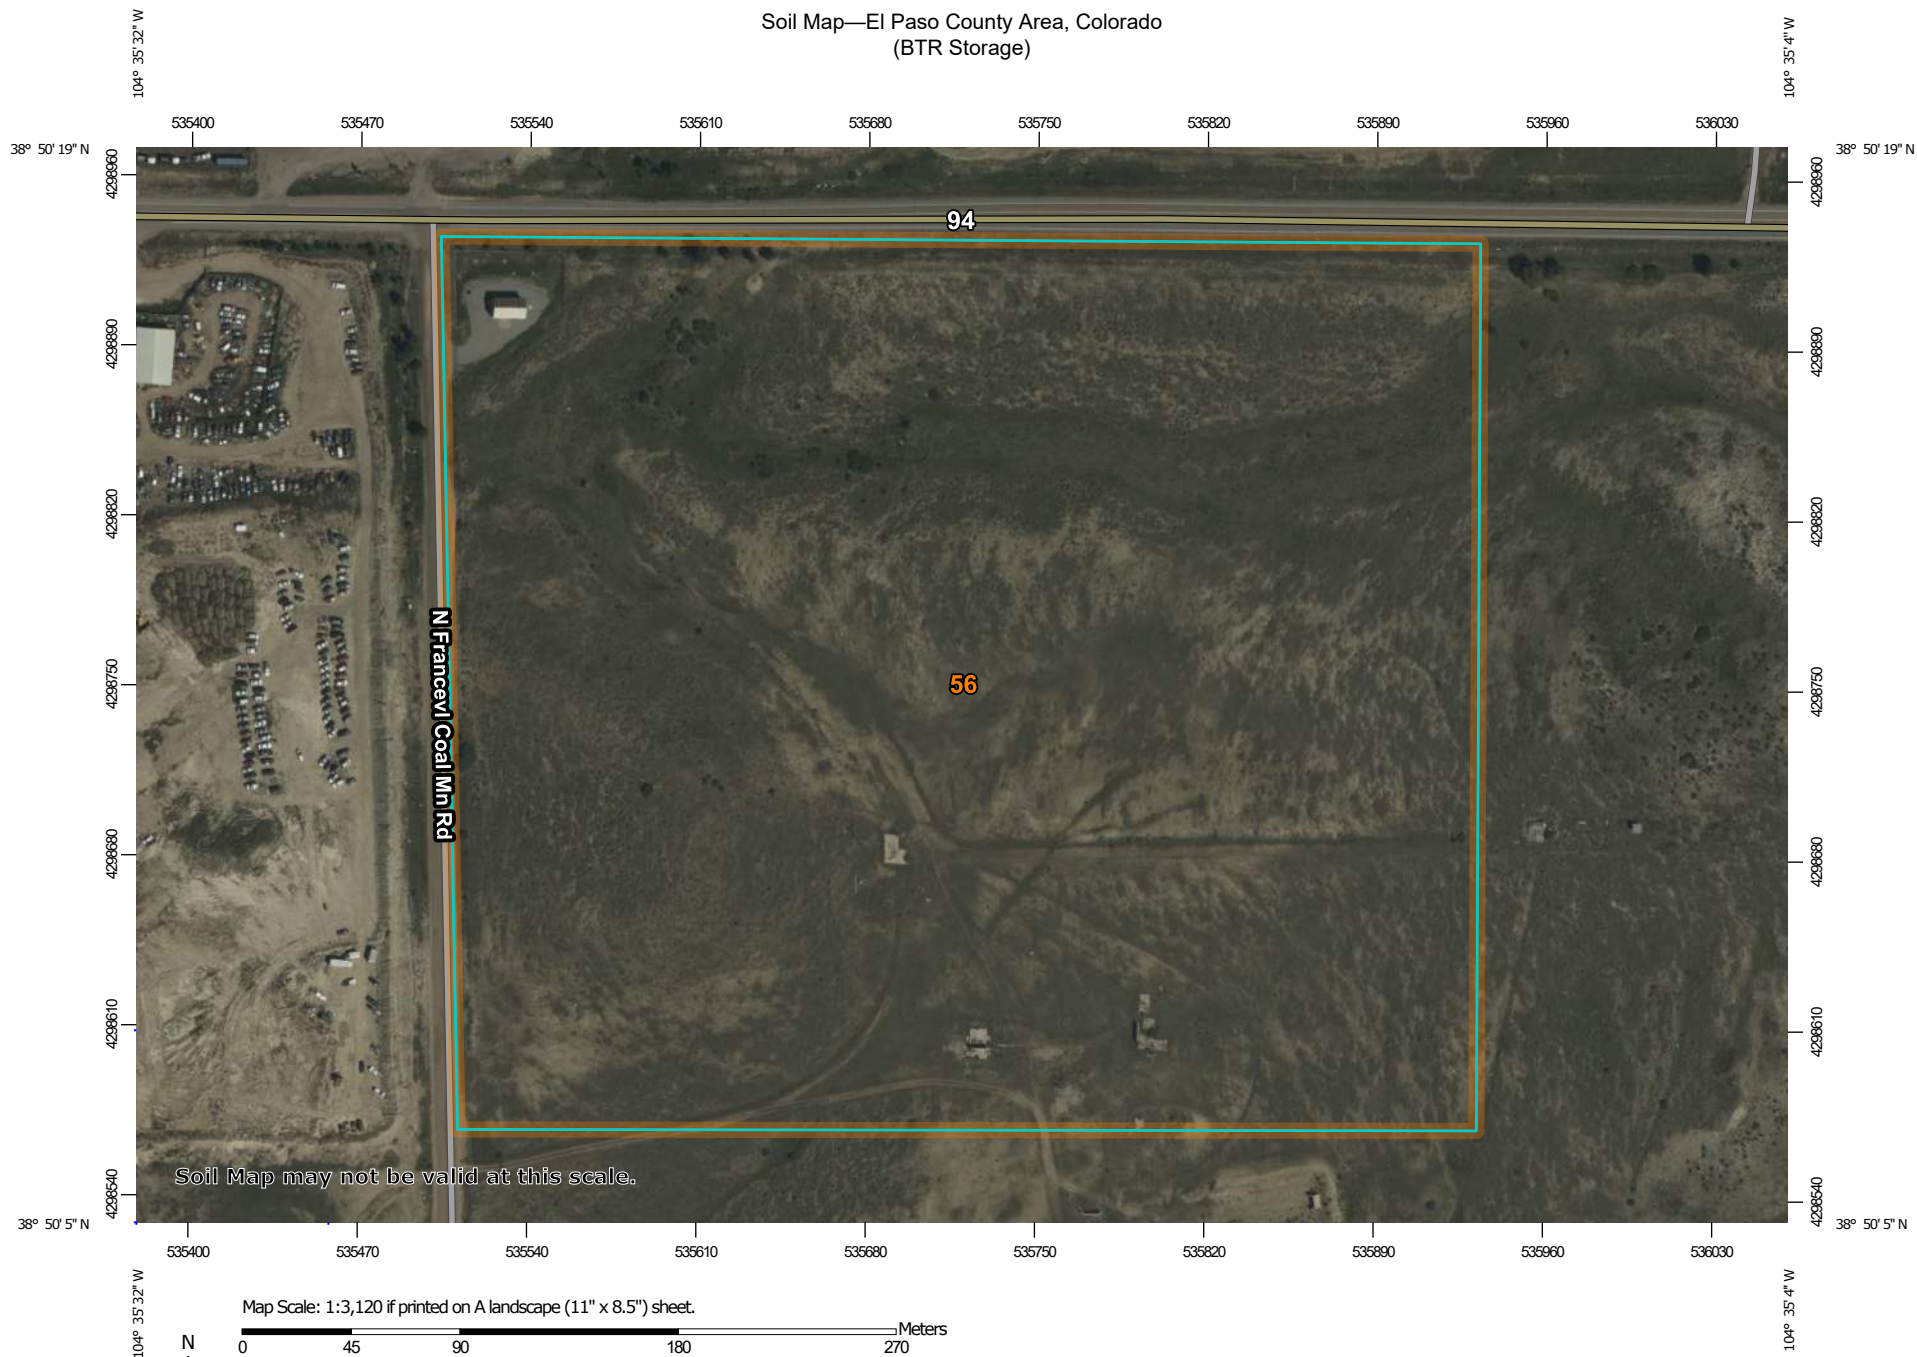 Soil Map—El Paso County Area, Colorado
(BTR Storage)
104° 35' 32" W
104° 35' 4" W
535400 535470 535540 535610 535680 535750 535820 535890 535960 536030
38° 50' 19" N
38° 50' 19" N
4298960
4298960
94
4298890
4298890
4298820
4298820
N Francevl Coal Mn Rd
56
4298750
4298750
4298680
4298680
4298610
4298610
Soil Map may not be valid at this scale.
4298540
4298540
38° 50' 5" N
38° 50' 5" N
535400 535470 535540 535610 535680 535750 535820 535890 535960 536030
104° 35' 32" W
104° 35' 4" W
Map Scale: 1:3,120 if printed on A landscape (11" x 8.5") sheet.
Meters
N
0 45 90 180 270